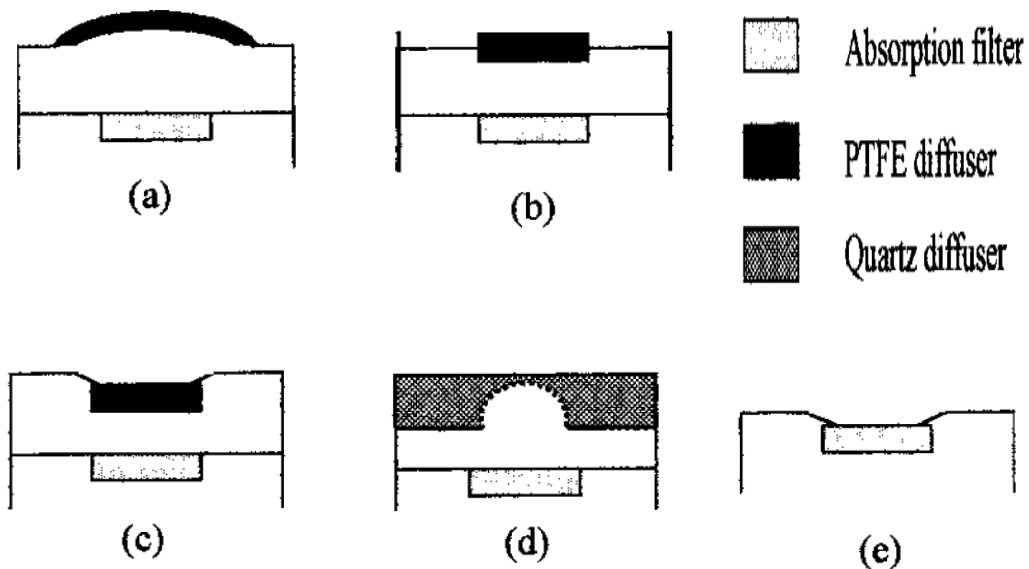 (a)
(b)
Absorption filter
PTFE diffuser
Quartz diffuser
(c)
(d)
(e)